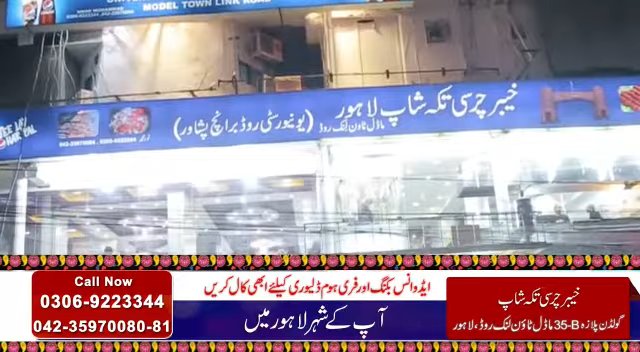 MODEL TOWN LINK ROAD
خیبر چرسی تکہ شاپ لاہور
ماڈل ٹاؤن لنک روڈ
(یونیورسٹی روڈ برانچ پشاور)
ایڈوانس بکنگ اور فری ہوم ڈلیوری کیلئے ابھی کال کریں
آپ کے شہر لاہور میں
Call Now
0306-9223344
042-35970080-81
خیبر چرسی تکہ شاپ
گولڈن پلازہ 35-B ماڈل ٹاؤن لنک روڈ، لاہور